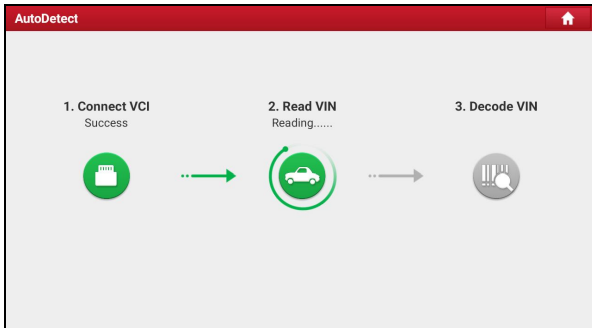 AutoDetect
1. Connect VCI
Success
2. Read VIN
Reading......
3. Decode VIN